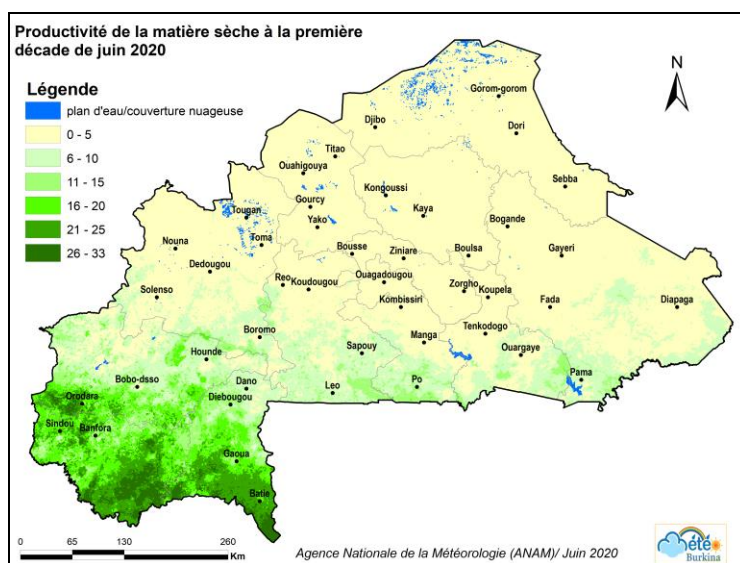 Productivité de la matière sèche à la première
décade de juin 2020
Légende
plan d'eau/couverture nuageuse
0 - 5
6 - 10
11 - 15
16 - 20
21 - 25
26 - 33
N
Gorom-gorom
Djibo
Dori
Titao
Ouahigouya
Sebba
Kongoussi
Gourcy
Kaya
Tougan
Yako
Bogande
Toma
Nouna
Bousse
Ziniare
Boulsa
Gayeri
Dedougou
Reo
Koudougou
Ouagadougou
Zorgho
Koupela
Solenso
Kombissiri
Fada
Diapaga
Boromo
Manga
Tenkodogo
Sapouy
Ouargaye
Hounde
Pama
Bobo-dsso
Dano
Leo
Po
Orodara
Diebougou
Sindou
Banfora
Gaoua
Batie
0 65 130 260
Km
Agence Nationale de la Météorologie (ANAM)/ Juin 2020
été
Burkina